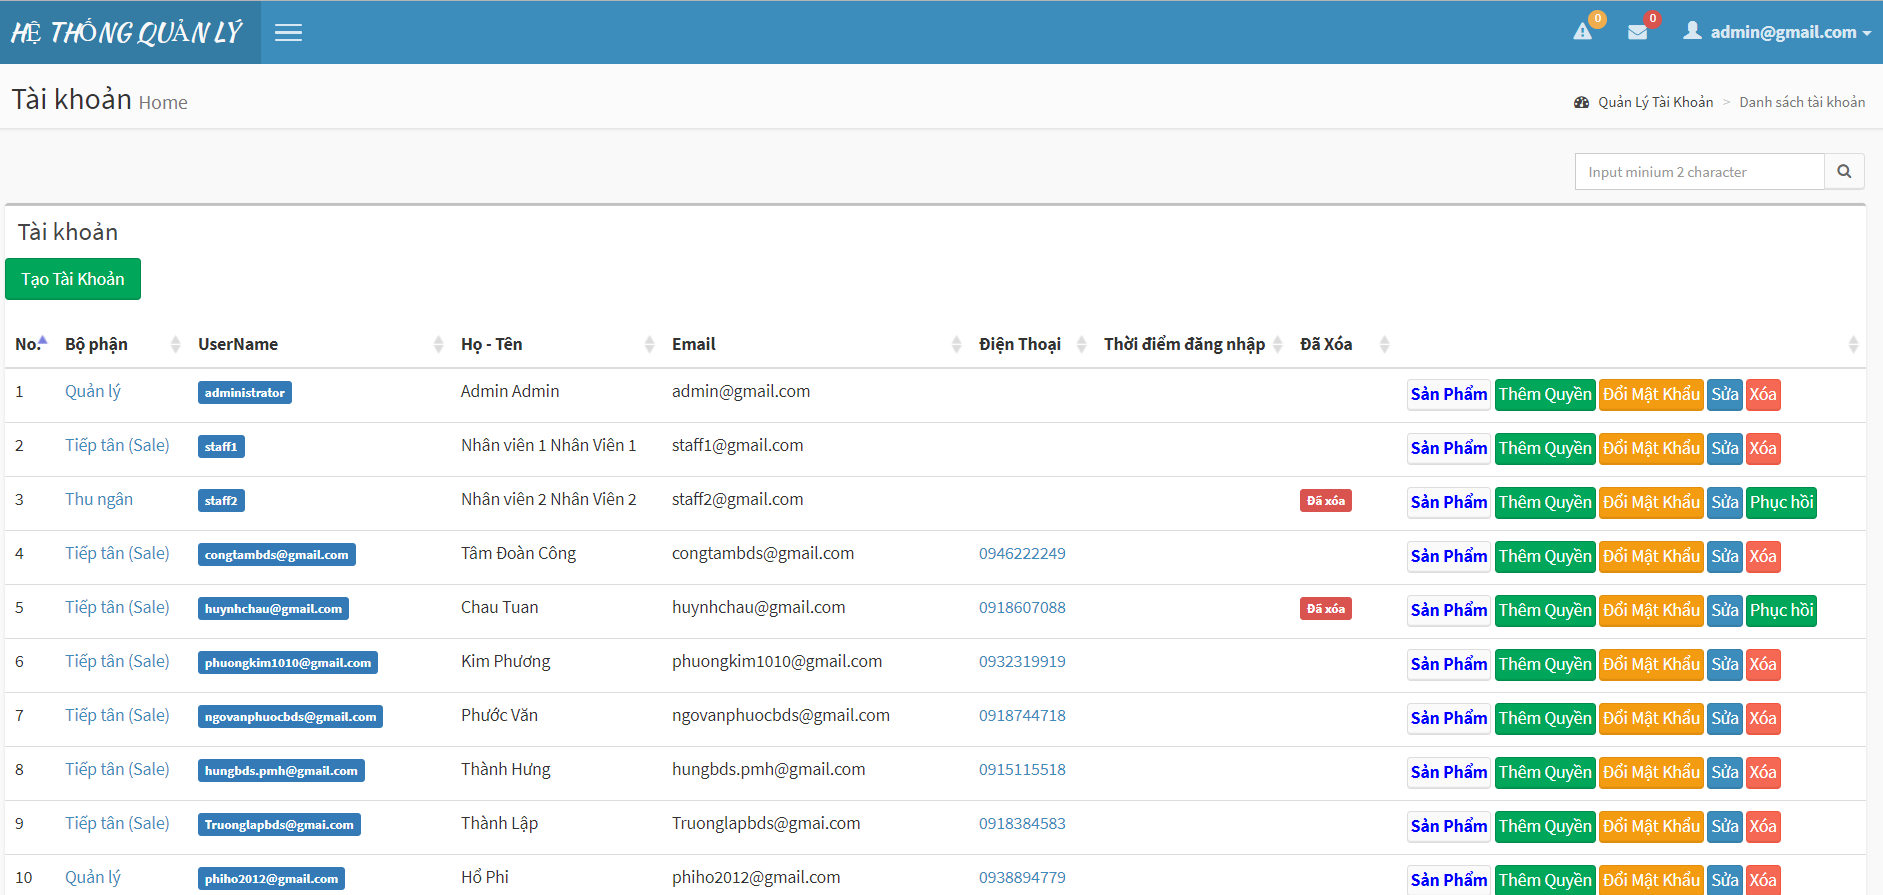 HỆ THỐNG QUẢN LÝ 0 0 admin@gmail.com
Tài khoản Home Quản Lý Tài Khoản > Danh sách tài khoản
Input minium 2 character
Tài khoản
Tạo Tài Khoản
No. Bộ phận UserName Họ - Tên Email Điện Thoại Thời điểm đăng nhập Đã Xóa
1 Quản lý administrator Admin Admin admin@gmail.com Sản Phẩm Thêm Quyền Đổi Mật Khẩu Sửa Xóa
2 Tiếp tân (Sale) staff1 Nhân viên 1 Nhân Viên 1 staff1@gmail.com Sản Phẩm Thêm Quyền Đổi Mật Khẩu Sửa Xóa
3 Thu ngân staff2 Nhân viên 2 Nhân Viên 2 staff2@gmail.com Đã xóa Sản Phẩm Thêm Quyền Đổi Mật Khẩu Sửa Phục hồi
4 Tiếp tân (Sale) congtambds@gmail.com Tâm Đoàn Công congtambds@gmail.com 0946222249 Sản Phẩm Thêm Quyền Đổi Mật Khẩu Sửa Xóa
5 Tiếp tân (Sale) huynhchau@gmail.com Chau Tuan huynhchau@gmail.com 0918607088 Đã xóa Sản Phẩm Thêm Quyền Đổi Mật Khẩu Sửa Phục hồi
6 Tiếp tân (Sale) phuongkim1010@gmail.com Kim Phương phuongkim1010@gmail.com 0932319919 Sản Phẩm Thêm Quyền Đổi Mật Khẩu Sửa Xóa
7 Tiếp tân (Sale) ngovanphuocbds@gmail.com Phước Văn ngovanphuocbds@gmail.com 0918744718 Sản Phẩm Thêm Quyền Đổi Mật Khẩu Sửa Xóa
8 Tiếp tân (Sale) hungbds.pmh@gmail.com Thành Hưng hungbds.pmh@gmail.com 0915115518 Sản Phẩm Thêm Quyền Đổi Mật Khẩu Sửa Xóa
9 Tiếp tân (Sale) Truonglapbds@gmai.com Thành Lập Truonglapbds@gmai.com 0918384583 Sản Phẩm Thêm Quyền Đổi Mật Khẩu Sửa Xóa
10 Quản lý phiho2012@gmail.com Hổ Phi phiho2012@gmail.com 0938894779 Sản Phẩm Thêm Quyền Đổi Mật Khẩu Sửa Xóa